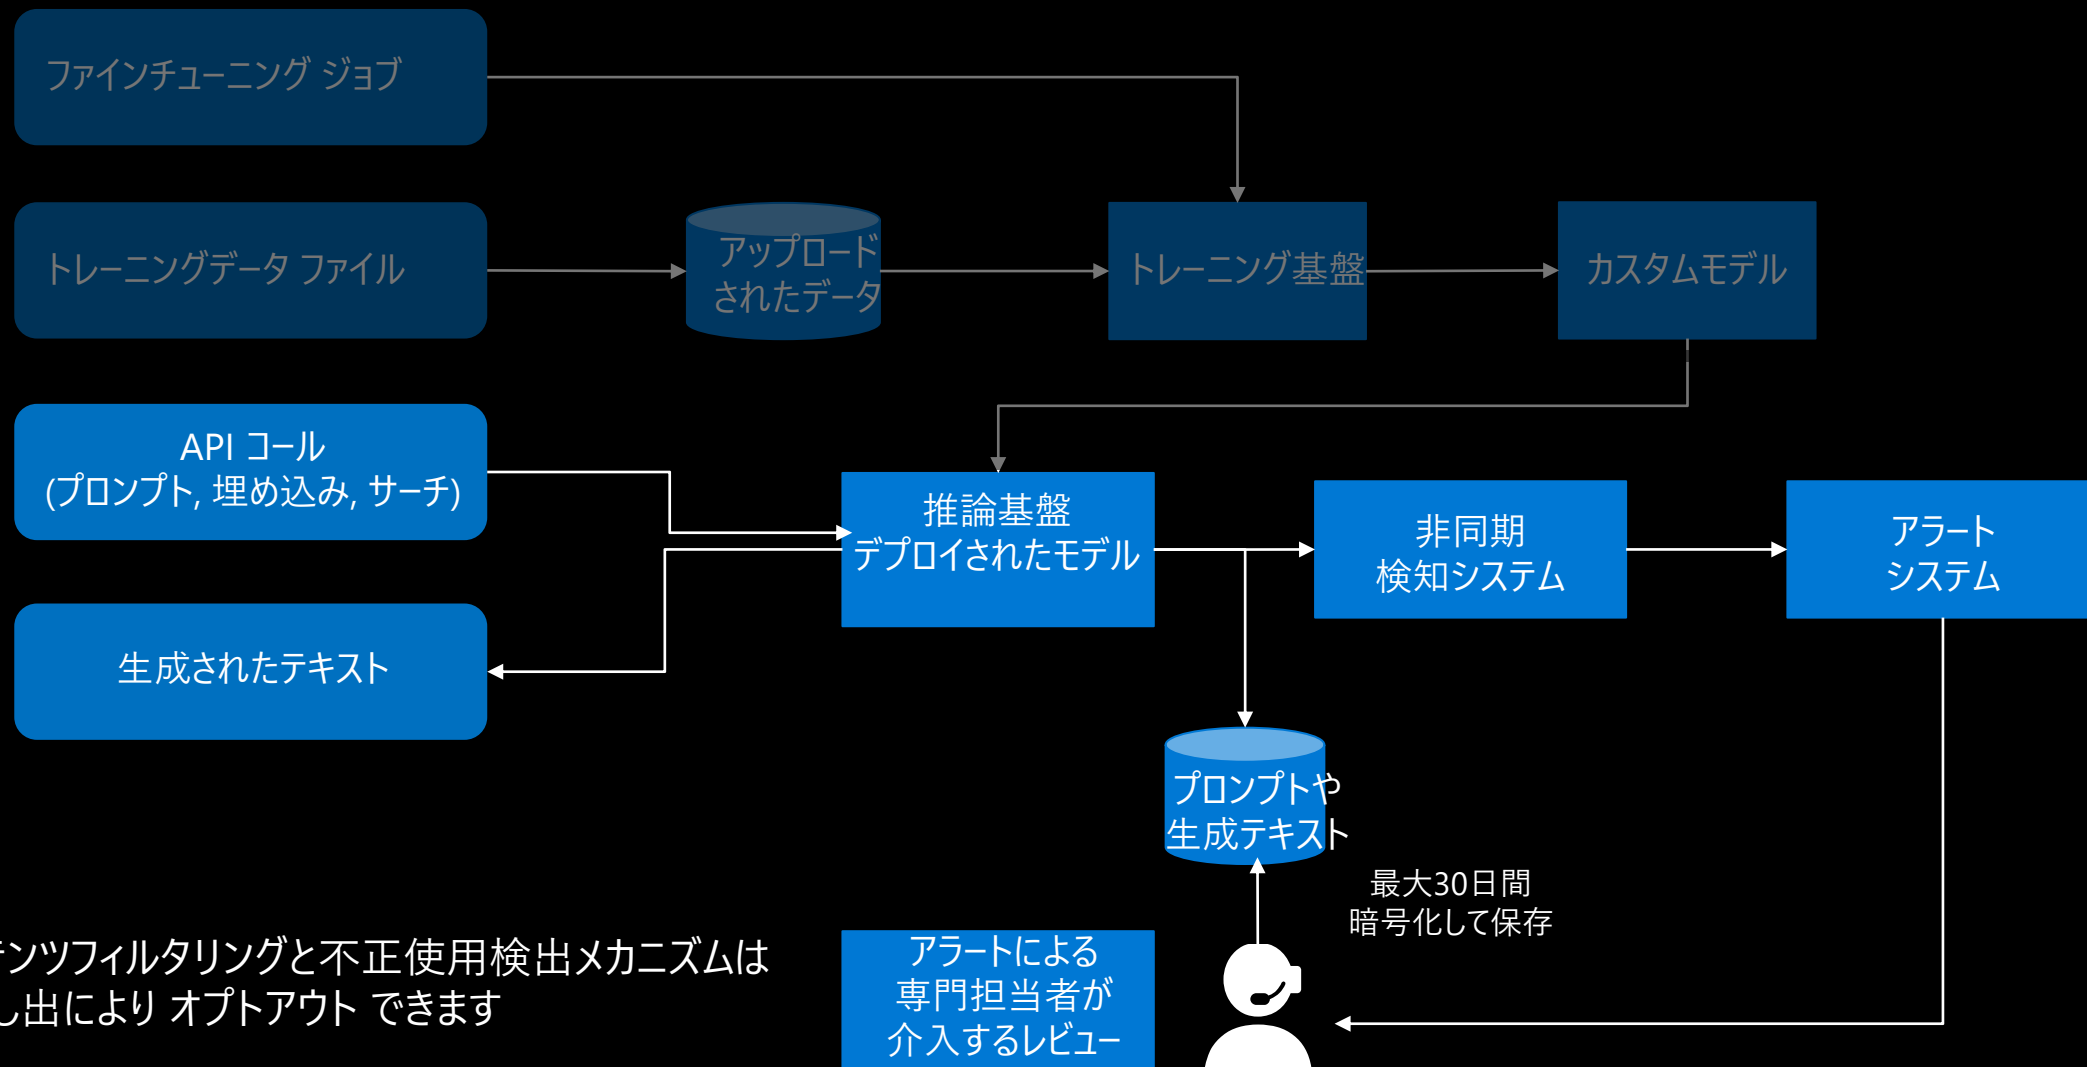 ファインチューニング ジョブ
トレーニングデータ ファイル
アップロード
されたデータ
トレーニング基盤
カスタムモデル
API コール
(プロンプト, 埋め込み, サーチ)
推論基盤
デプロイされたモデル
非同期
検知システム
アラート
システム
生成されたテキスト
プロンプトや
生成テキスト
最大30日間
暗号化して保存
ンツフィルタリングと不正使用検出メカニズムは
し出により オプトアウト できます
アラートによる
専門担当者が
介入するレビュー